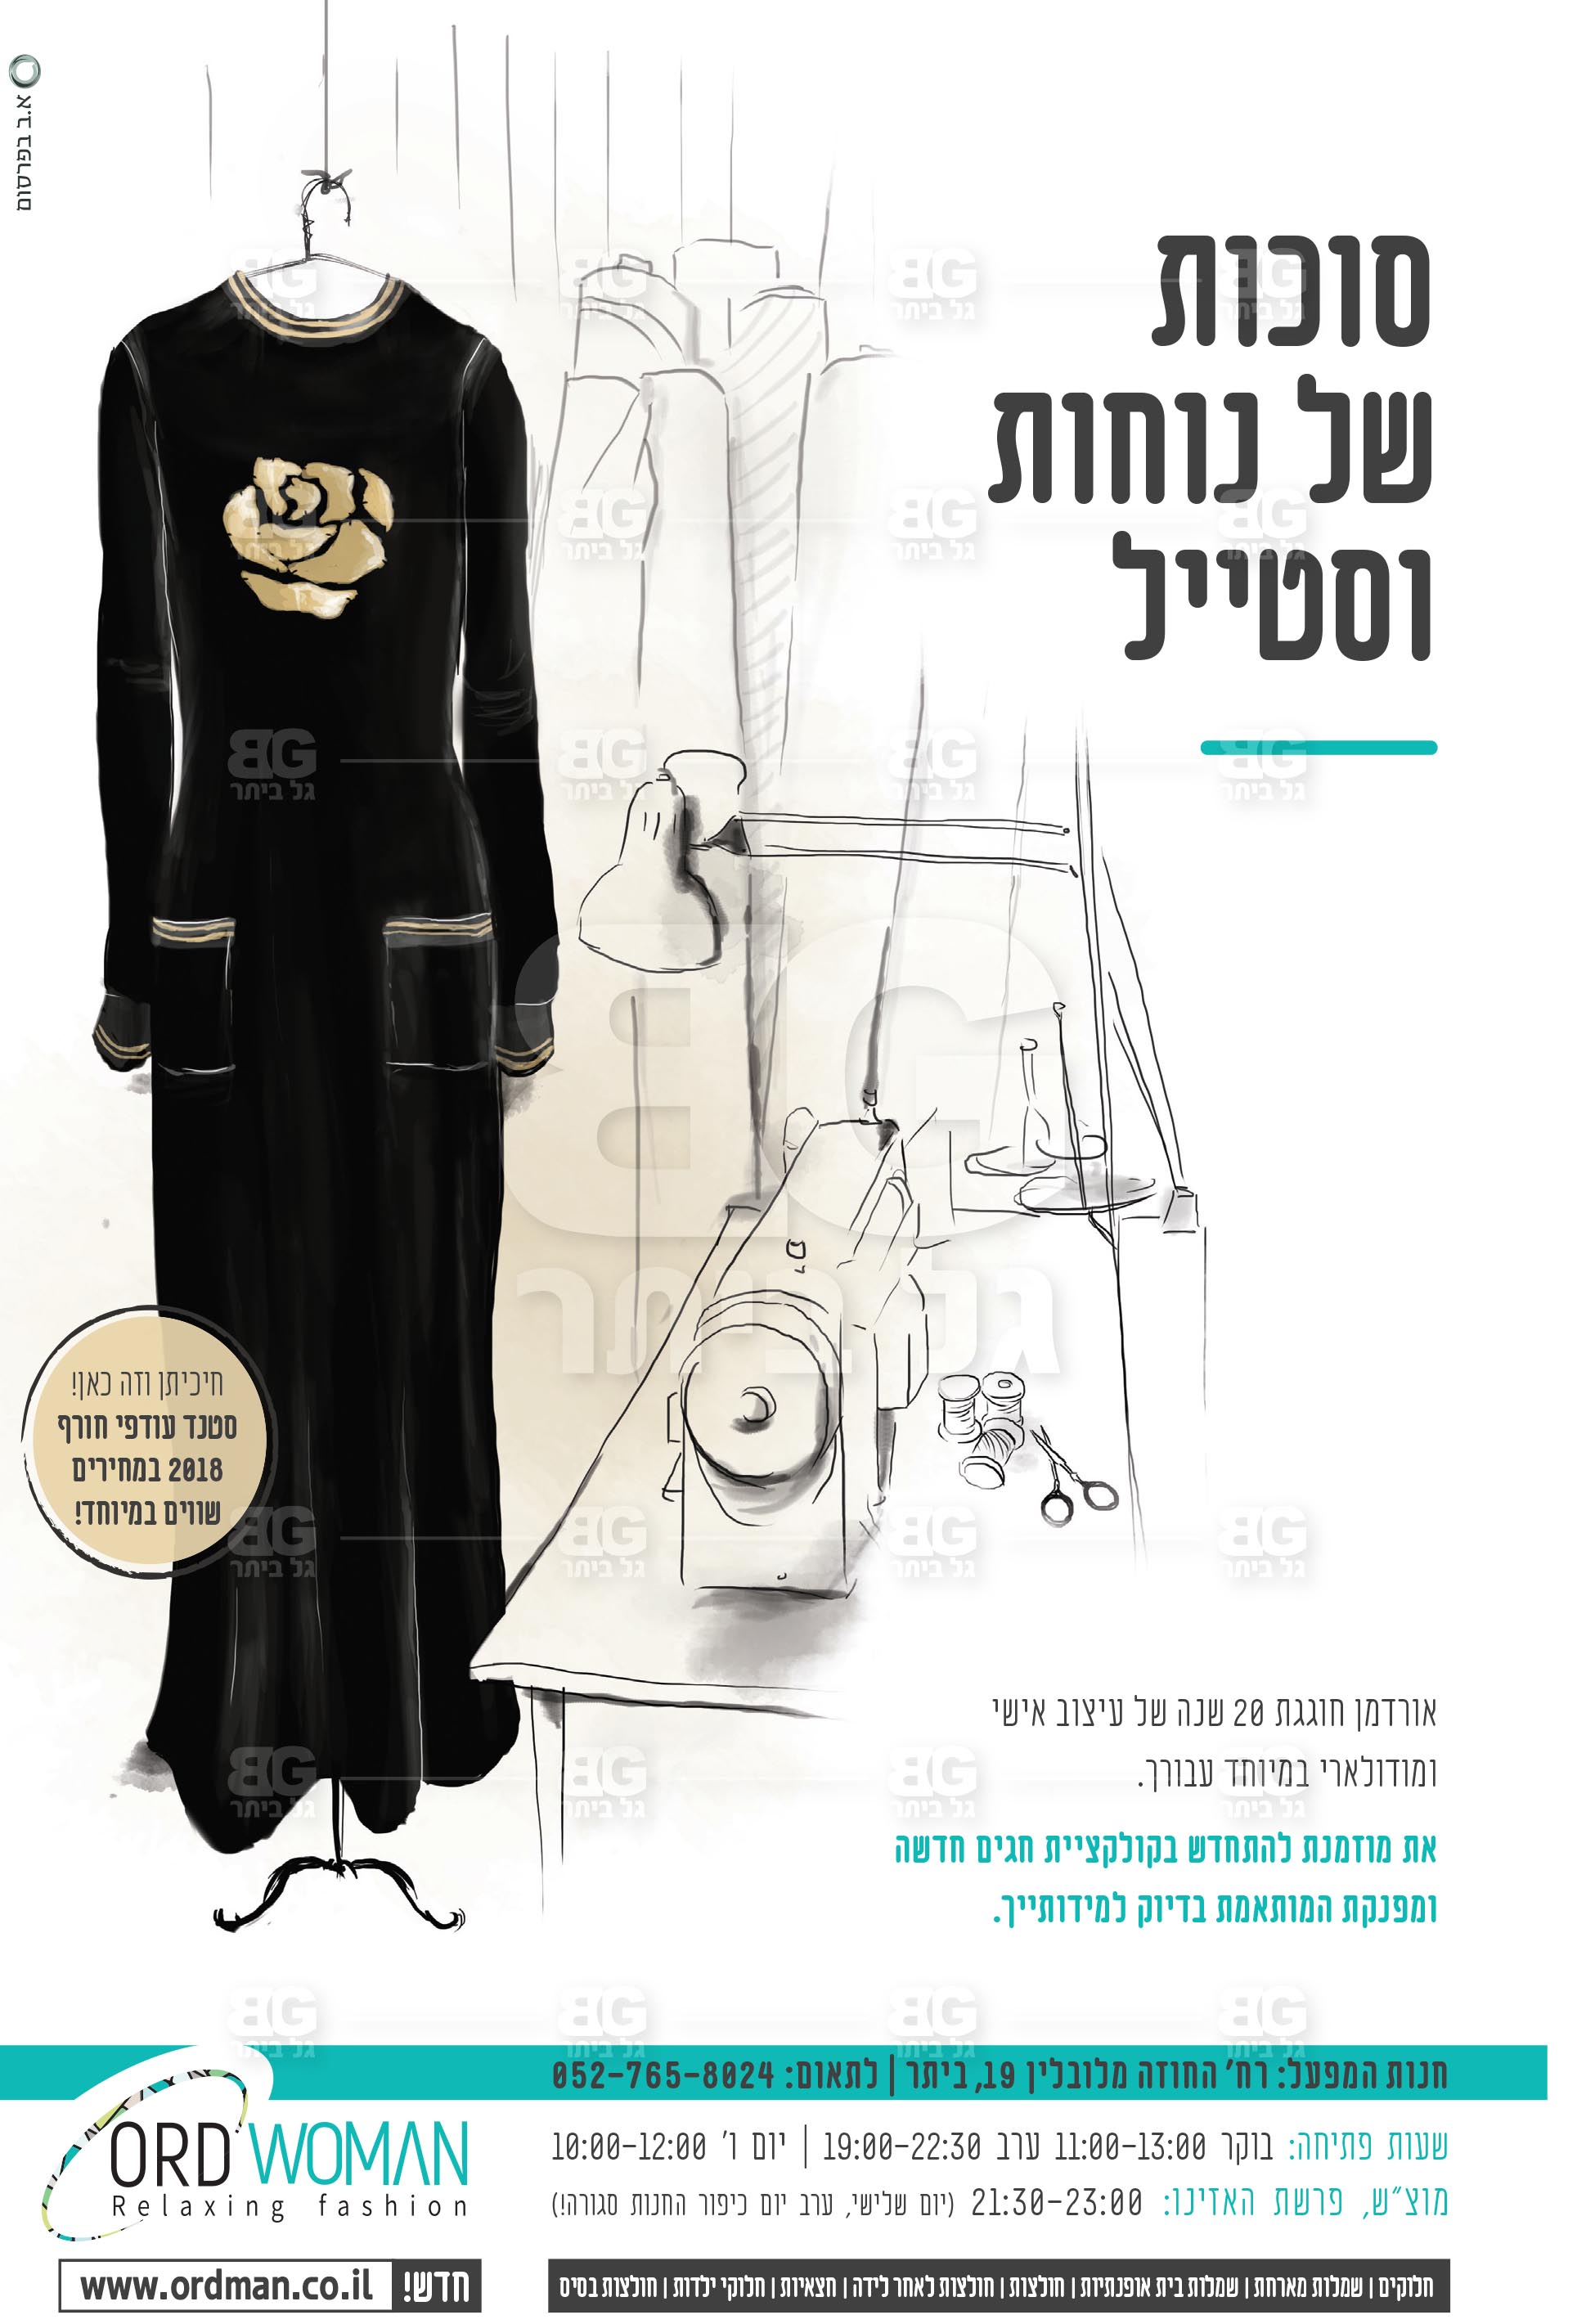 א.ב בפרסום
סוכות
של נוחות
וסטייל
חיכיתן וזה כאן!
סטנד עודפי חורף
2018 במחירים
שווים במיוחד!
אורדמן חוגגת 20 שנה של עיצוב אישי
ומודולארי במיוחד עבורך.
את מוזמנת להתחדש בקולקציית חגים חדשה
ומפנקת המותאמת בדיוק למידותייך.
חנות המפעל: רח' החוזה מלובלין 19, ביתר | לתאום: 052-765-8024
שעות פתיחה: בוקר 11:00-13:00 ערב 19:00-22:30 | יום ו' 10:00-12:00
מוצ"ש, פרשת האזינו: 21:30-23:00 (יום שלישי, ערב יום כיפור החנות סגורה!)
חלוקים | שמלות מארחת | שמלות בית אופנתיות | חולצות | חולצות לאחר לידה | חצאיות | חלוקי ילדות | חולצות בסיס
ORD WOMAN
Relaxing fashion
חדש! www.ordman.co.il
BG
גל ביתר